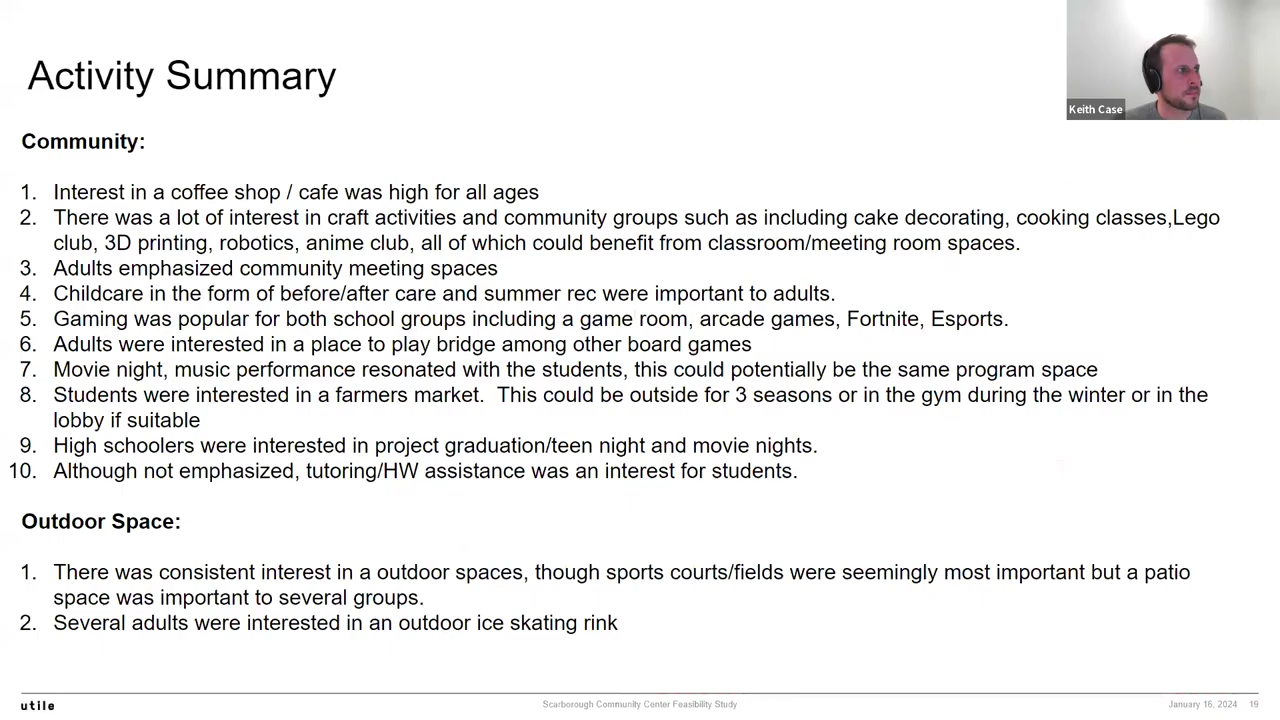 Activity Summary
Keith Case
Community:
1. Interest in a coffee shop / cafe was high for all ages
2. There was a lot of interest in craft activities and community groups such as including cake decorating, cooking classes,Lego
club, 3D printing, robotics, anime club, all of which could benefit from classroom/meeting room spaces.
3. Adults emphasized community meeting spaces
4. Childcare in the form of before/after care and summer rec were important to adults.
5. Gaming was popular for both school groups including a game room, arcade games, Fortnite, Esports.
6. Adults were interested in a place to play bridge among other board games
7. Movie night, music performance resonated with the students, this could potentially be the same program space
8. Students were interested in a farmers market.  This could be outside for 3 seasons or in the gym during the winter or in the
lobby if suitable
9. High schoolers were interested in project graduation/teen night and movie nights.
10. Although not emphasized, tutoring/HW assistance was an interest for students.
Outdoor Space:
1. There was consistent interest in a outdoor spaces, though sports courts/fields were seemingly most important but a patio
space was important to several groups.
2. Several adults were interested in an outdoor ice skating rink
utile
Scarborough Community Center Feasibility Study
January 16, 2024 19